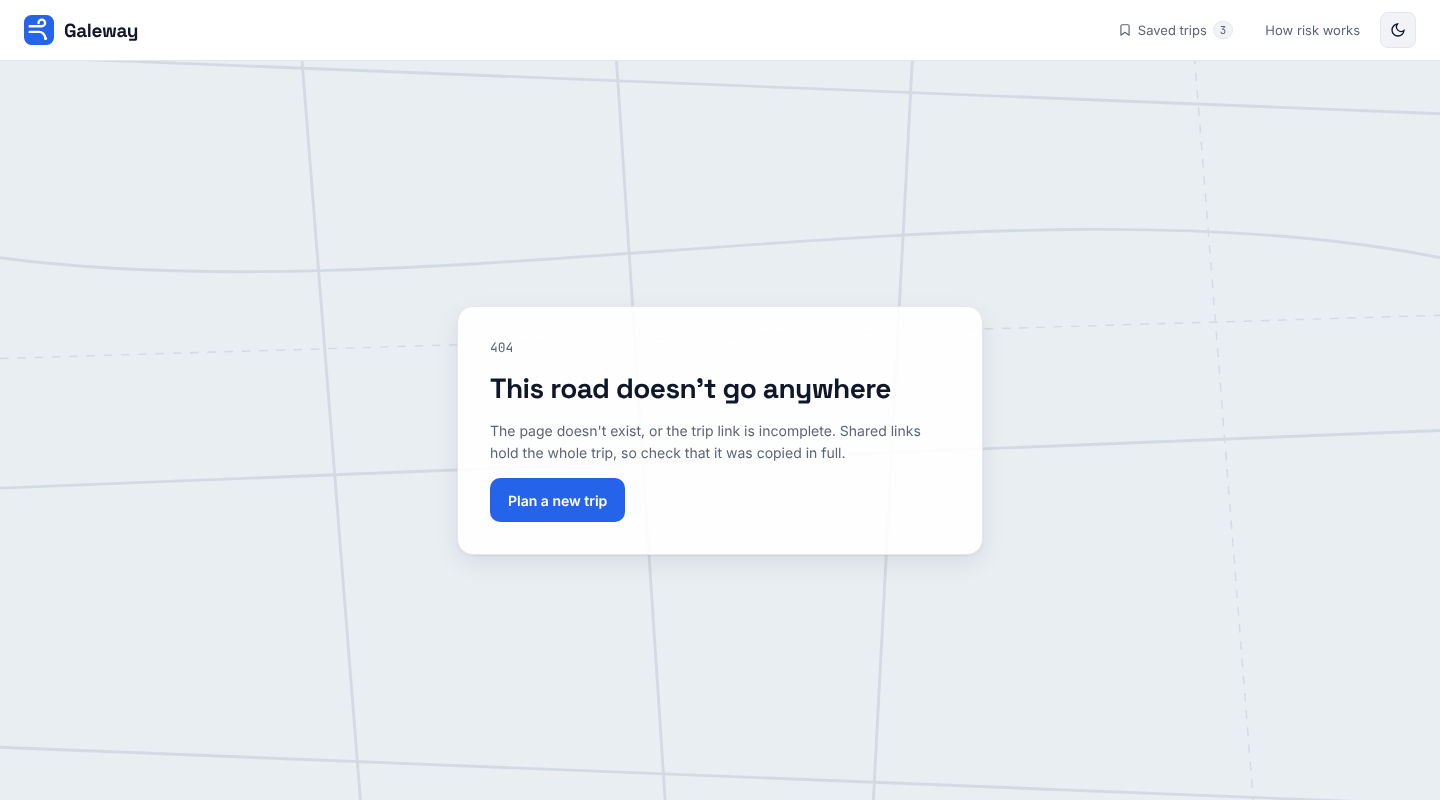 Galeway
Saved trips 3
How risk works
404
This road doesn’t go anywhere
The page doesn't exist, or the trip link is incomplete. Shared links
hold the whole trip, so check that it was copied in full.
Plan a new trip